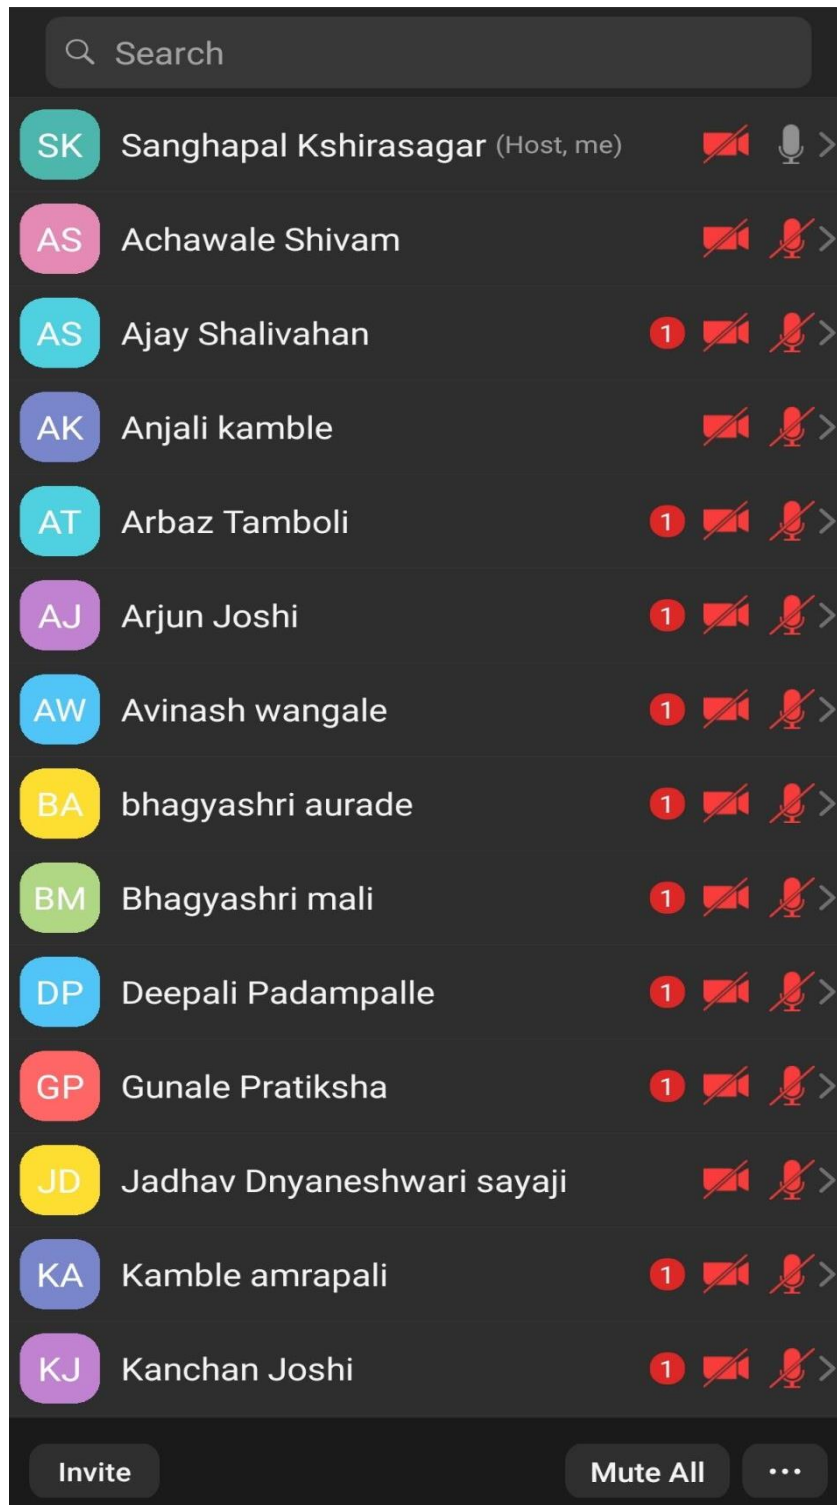 Search
SK Sanghapal Kshirasagar (Host, me)
AS Achawale Shivam
AS Ajay Shalivahan 1
AK Anjali kamble
AT Arbaz Tamboli 1
AJ Arjun Joshi 1
AW Avinash wangale 1
BA bhagyashri aurade 1
BM Bhagyashri mali 1
DP Deepali Padampalle 1
GP Gunale Pratiksha 1
JD Jadhav Dnyaneshwari sayaji
KA Kamble amrapali 1
KJ Kanchan Joshi 1
Invite Mute All ...